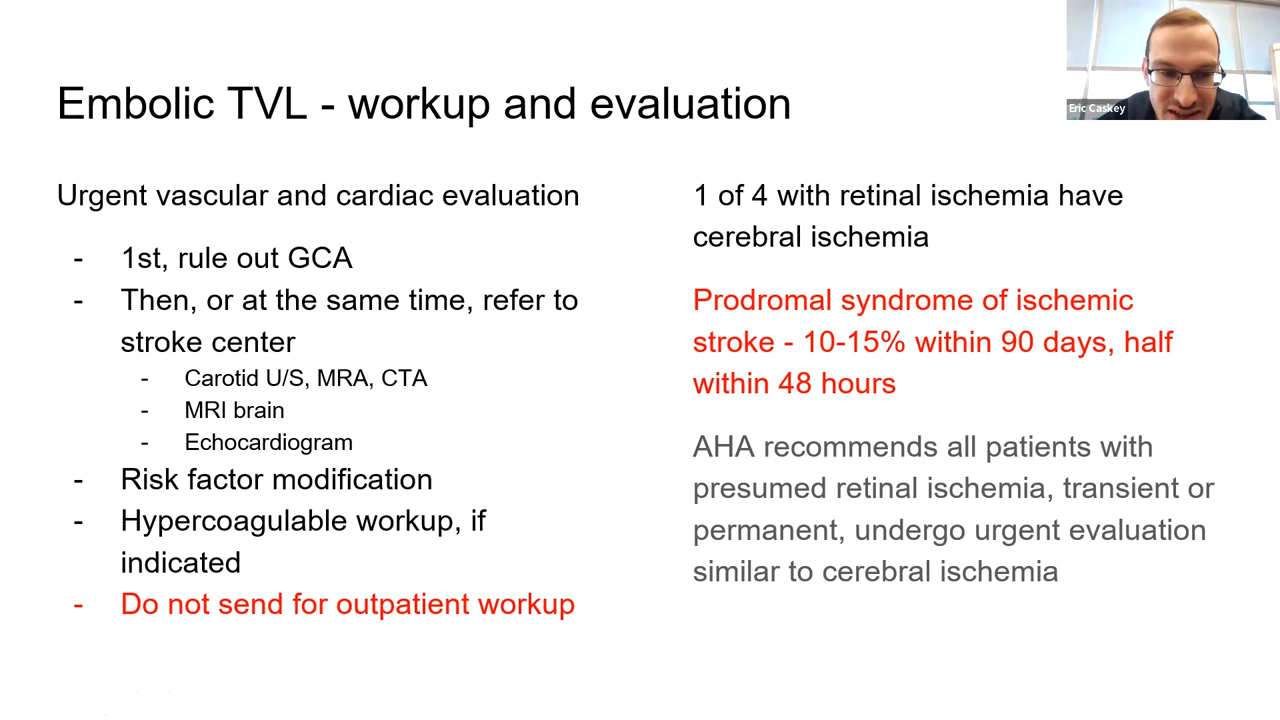 Eric Caskey
Embolic TVL - workup and evaluation
Urgent vascular and cardiac evaluation
- 1st, rule out GCA
- Then, or at the same time, refer to
stroke center
- Carotid U/S, MRA, CTA
- MRI brain
- Echocardiogram
- Risk factor modification
- Hypercoagulable workup, if
indicated
- Do not send for outpatient workup
1 of 4 with retinal ischemia have
cerebral ischemia
Prodromal syndrome of ischemic
stroke - 10-15% within 90 days, half
within 48 hours
AHA recommends all patients with
presumed retinal ischemia, transient or
permanent, undergo urgent evaluation
similar to cerebral ischemia